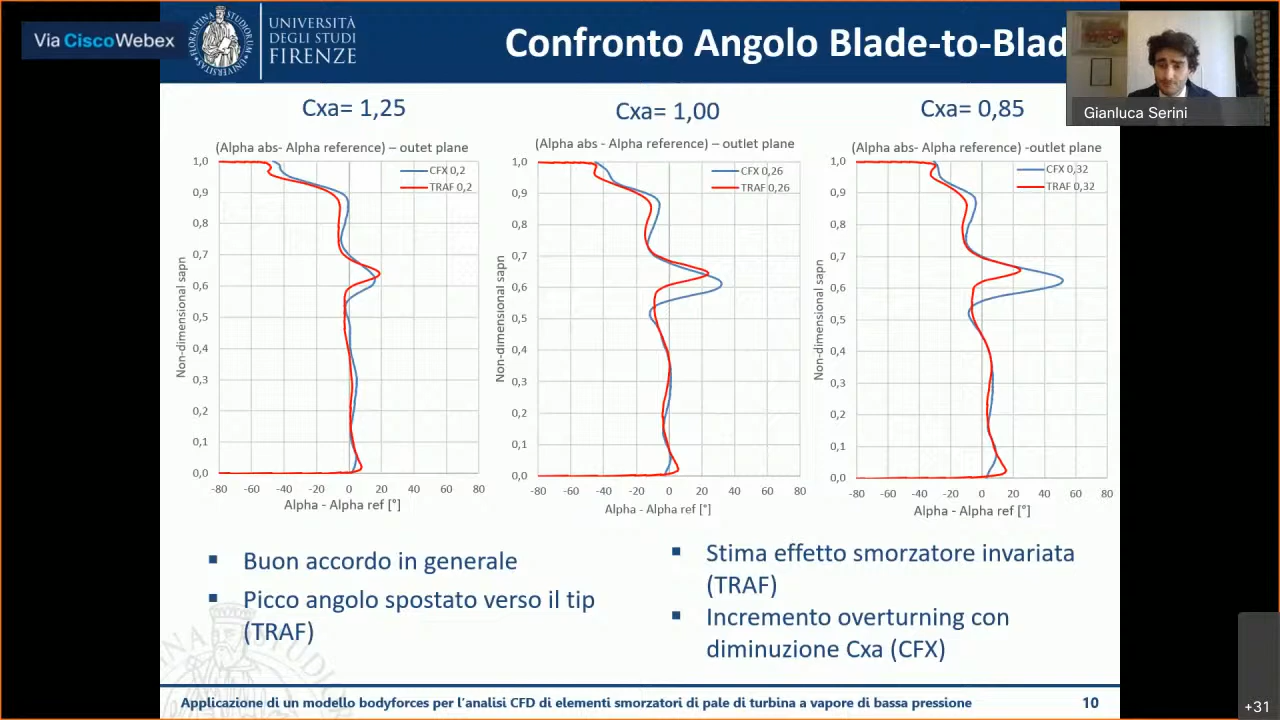 Via Cisco Webex
UNIVERSITÀ
DEGLI STUDI
FIRENZE
Confronto Angolo Blade-to-Blad
Gianluca Serini
Cxa= 1,25
Cxa= 1,00
Cxa= 0,85
(Alpha abs- Alpha reference) – outet plane
1,0
0,9
0,8
0,7
0,6
0,5
0,4
0,3
0,2
0,1
0,0
CFX 0,2
TRAF 0,2
Non-dimensional sapn
-80 -60 -40 -20 0 20 40 60 80
Alpha - Alpha ref [°]
(Alpha abs - Alpha reference) – outlet plane
1,0
0,9
0,8
0,7
0,6
0,5
0,4
0,3
0,2
0,1
0,0
CFX 0,26
TRAF 0,26
Non-dimensional sapn
-80 -60 -40 -20 0 20 40 60 80
Alpha - Alpha ref [°]
(Alpha abs- Alpha reference) -outlet plane
1,0
0,9
0,8
0,7
0,6
0,5
0,4
0,3
0,2
0,1
0,0
CFX 0,32
TRAF 0,32
Non-dimensional sapn
-80 -60 -40 -20 0 20 40 60 80
Alpha - Alpha ref [°]
▪ Buon accordo in generale
▪ Picco angolo spostato verso il tip
(TRAF)
▪ Stima effetto smorzatore invariata
(TRAF)
▪ Incremento overturning con
diminuzione Cxa (CFX)
Applicazione di un modello bodyforces per l'analisi CFD di elementi smorzatori di pale di turbina a vapore di bassa pressione
10
+31